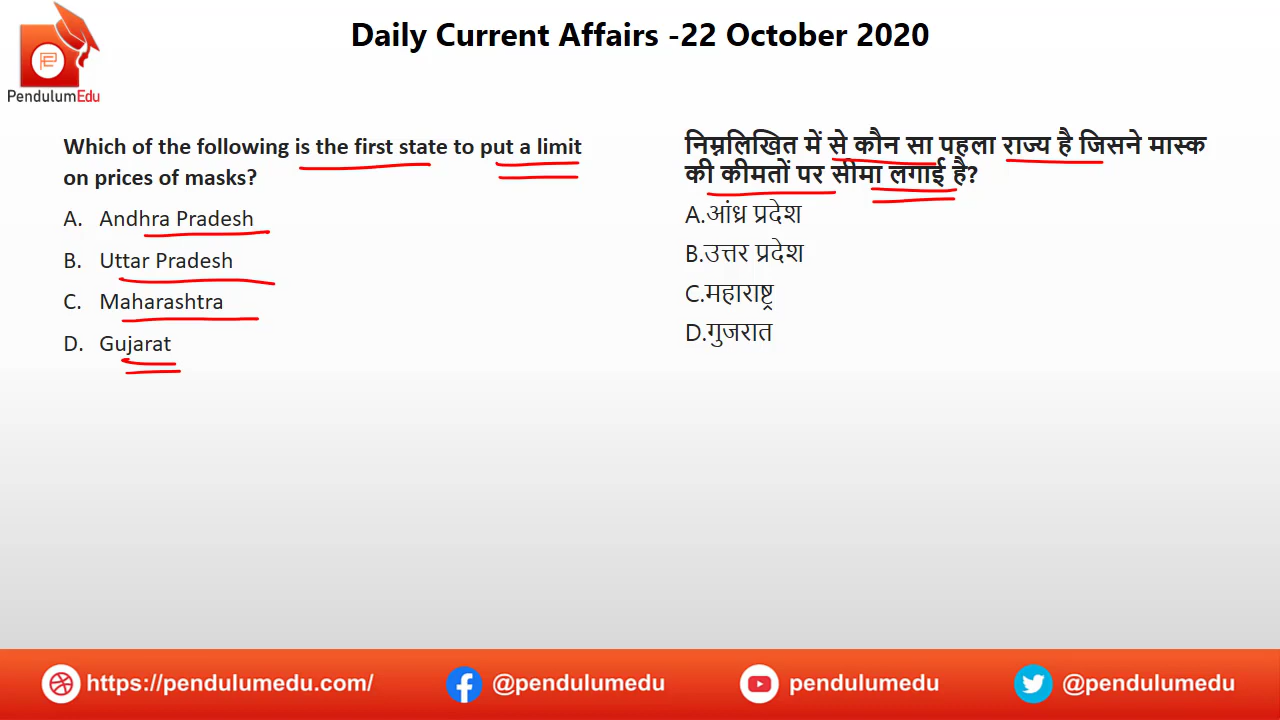 Daily Current Affairs -22 October 2020
PendulumEdu
Which of the following is the first state to put a limit
on prices of masks?
A. Andhra Pradesh
B. Uttar Pradesh
C. Maharashtra
D. Gujarat
निम्नलिखित में से कौन सा पहला राज्य है जिसने मास्क
की कीमतों पर सीमा लगाई है?
A.आंध्र प्रदेश
B.उत्तर प्रदेश
C.महाराष्ट्र
D.गुजरात
https://pendulumedu.com/ @pendulumedu pendulumedu @pendulumedu